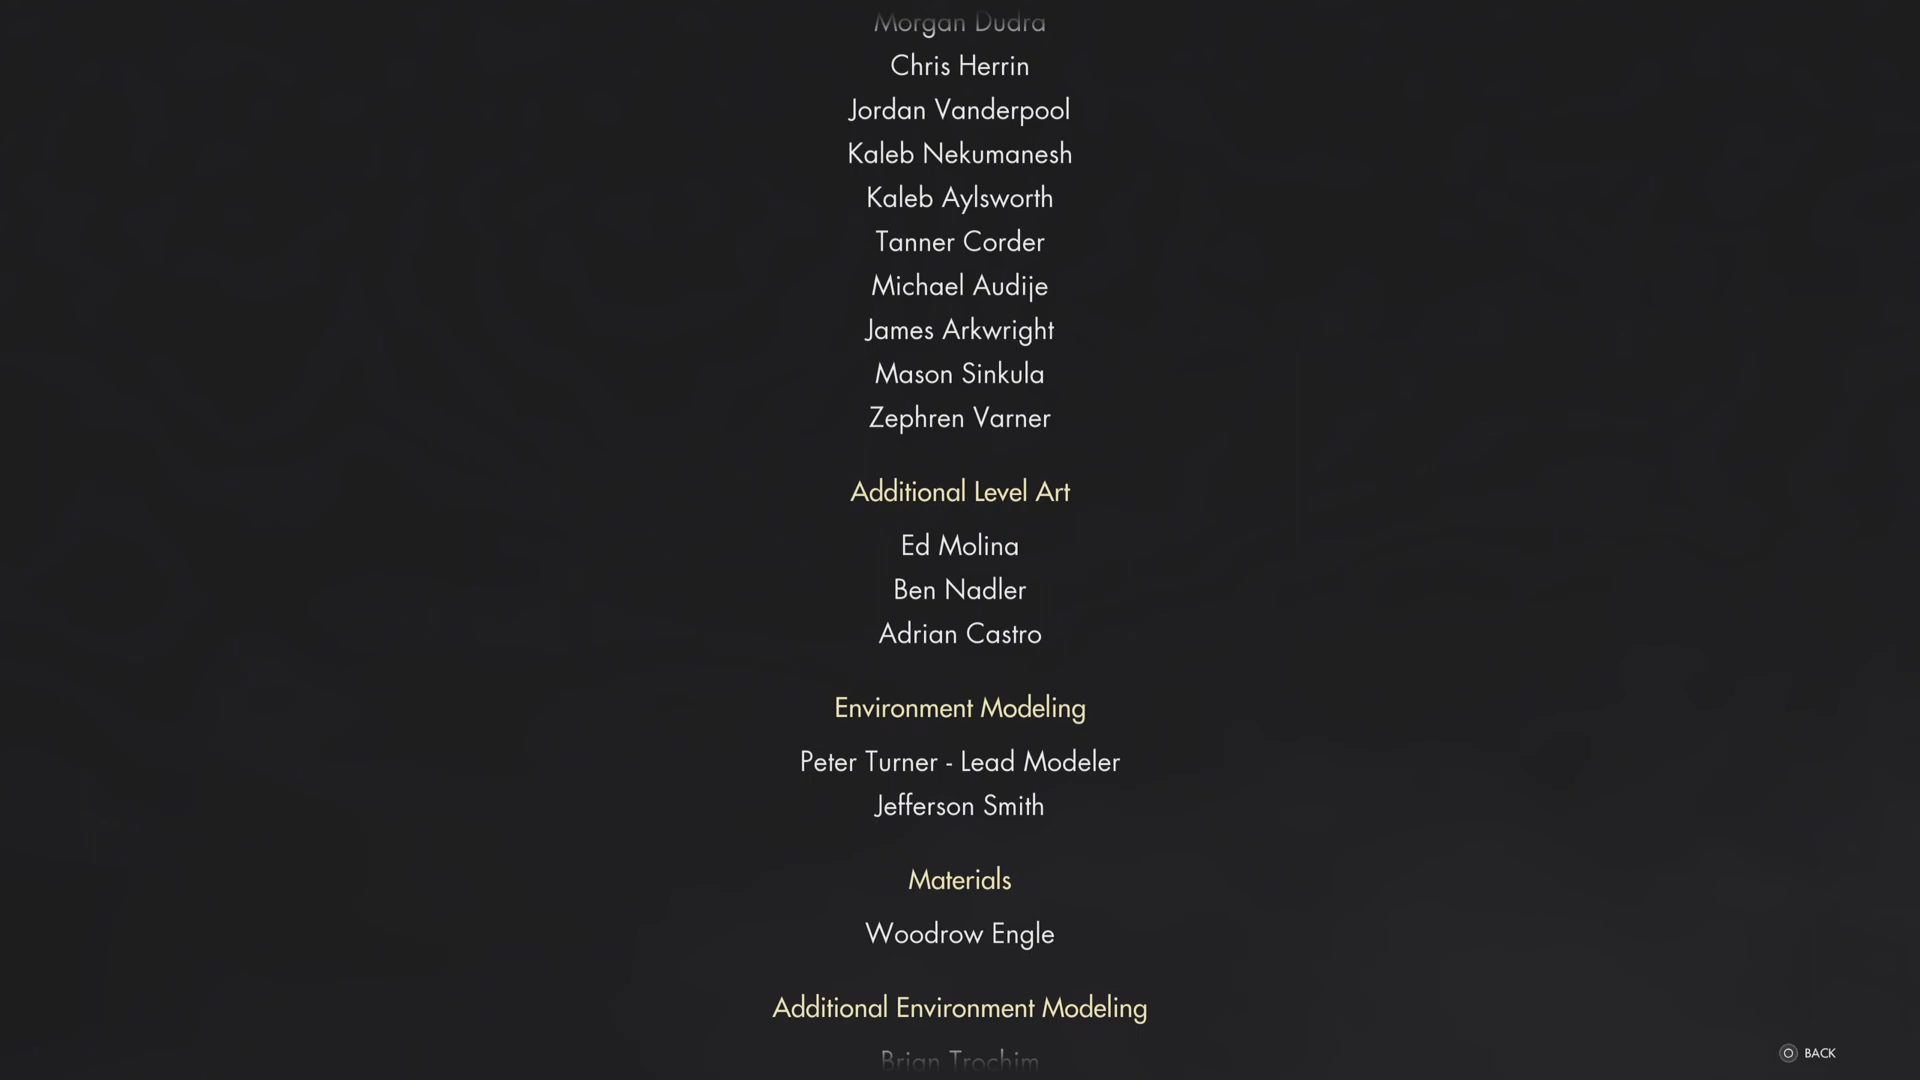 Morgan Dudra
Chris Herrin
Jordan Vanderpool
Kaleb Nekumanesh
Kaleb Aylsworth
Tanner Corder
Michael Audije
James Arkwright
Mason Sinkula
Zephren Varner
Additional Level Art
Ed Molina
Ben Nadler
Adrian Castro
Environment Modeling
Peter Turner - Lead Modeler
Jefferson Smith
Materials
Woodrow Engle
Additional Environment Modeling
Brian Trochim
BACK